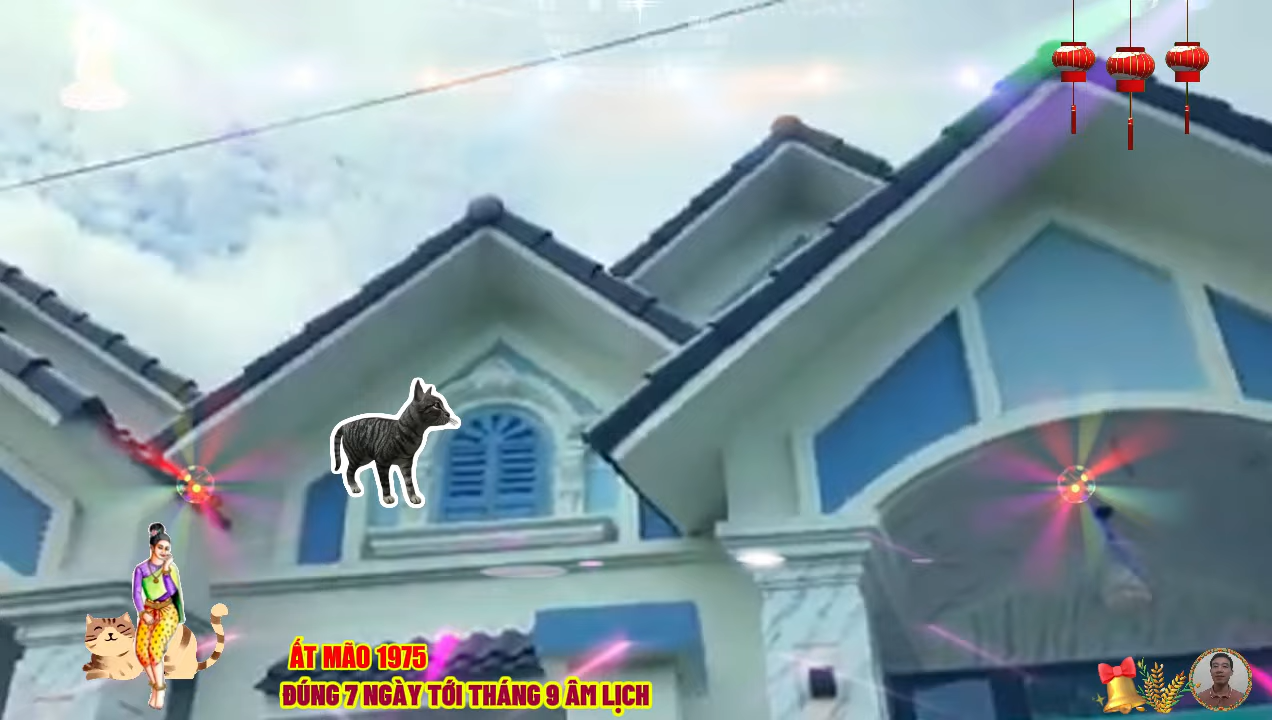 ẤT MÃO 1975
ĐÚNG 7 NGÀY TỚI THÁNG 9 ÂM LỊCH